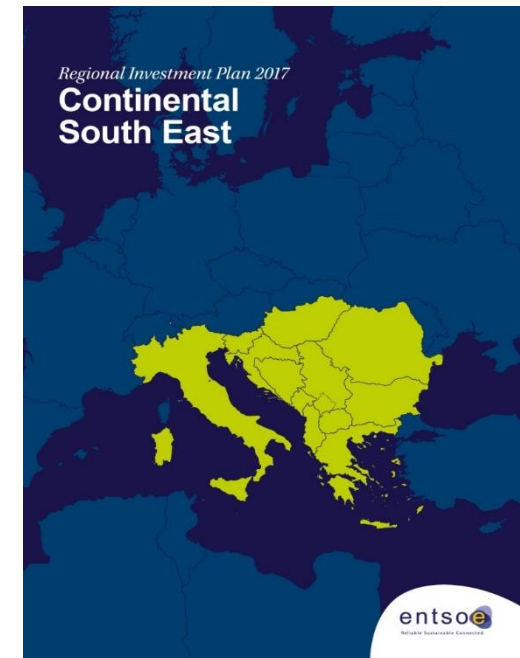 Regional Investment Plan 2017
Continental
South East
entsoe
Reliable Sustainable Connected